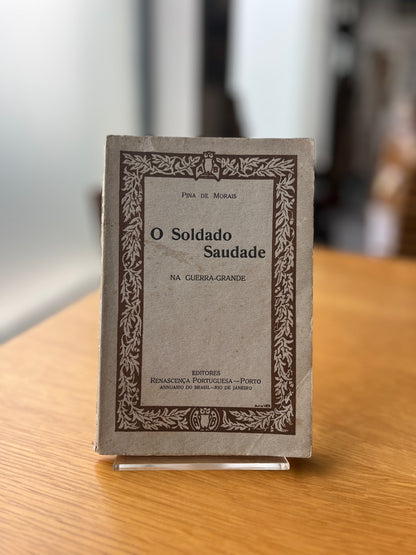 PINA DE MORAIS
O Soldado
Saudade
NA GUERRA-GRANDE
EDITORES
RENASCENÇA PORTUGUESA—PORTO
ANNUARIO DO BRASIL—RIO DE JANEIRO